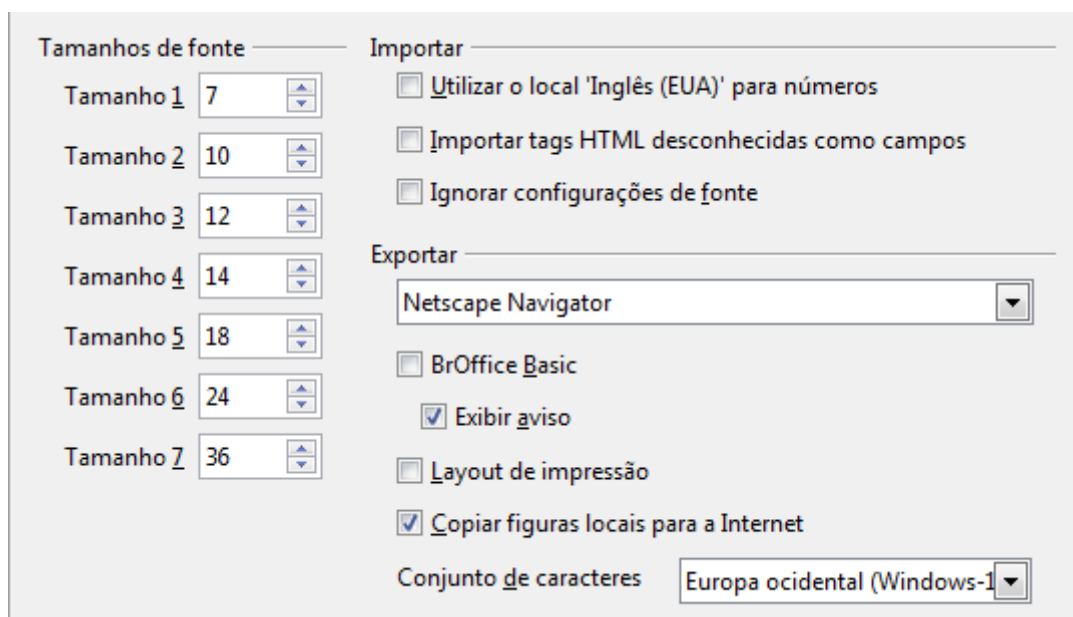 Tamanhos de fonte
Tamanho 1 7
Tamanho 2 10
Tamanho 3 12
Tamanho 4 14
Tamanho 5 18
Tamanho 6 24
Tamanho 7 36
Importar
Utilizar o local 'Inglês (EUA)' para números
Importar tags HTML desconhecidas como campos
Ignorar configurações de fonte
Exportar
Netscape Navigator
BrOffice Basic
Exibir aviso
Layout de impressão
Copiar figuras locais para a Internet
Conjunto de caracteres Europa ocidental (Windows-1